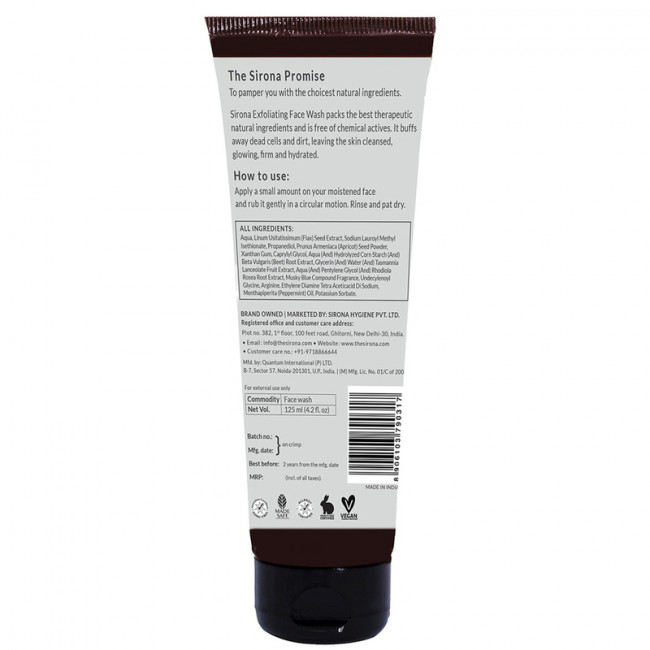 The Sirona Promise
To pamper you with the choicest natural ingredients.
Sirona Exfoliating Face Wash packs the best therapeutic
natural ingredients and is free of chemical actives. It buffs
away dead cells and dirt, leaving the skin cleansed,
glowing, firm and hydrated.
How to use:
Apply a small amount on your moistened face
and rub it gently in a circular motion. Rinse and pat dry.
ALL INGREDIENTS:
Aqua, Linum Usitatissimum (Flax) Seed Extract, Sodium Lauroyl Methyl
Isethionate, Propanediol, Prunus Armeniaca (Apricot) Seed Powder,
Xanthan Gum, Caprylyl Glycol, Aqua (And) Hydrolyzed Corn Starch (And)
Beta Vulgaris (Beet) Root Extract, Glycerin (And) Water (And) Tasmannia
Lanceolate Fruit Extract, Aqua (And) Pentylene Glycol (And) Rhodiola
Roxea Root Extract, Musky Blue Compound Fragrance, Undecylenoyl
Glycine, Arginine, Ethylene Diamine Tetra Aceticacid Di Sodium,
Menthapiperita (Peppermint) Oil, Potassium Sorbate.
BRAND OWNED | MARKETED BY: SIRONA HYGIENE PVT. LTD.
Registered office and customer care address:
Plot no. 382, 1st floor, 100 feet road, Ghitorni, New Delhi-30, India.
• Email : info@thesirona.com • Website : www.thesirona.com
• Customer care no.: +91-9718866644
Mfd. by: Quantum International (P) LTD.
B-7, Sector 57, Noida-201301, U.P., India. | (M) Mfg. Lic. No. 01/C of 200
For external use only
Commodity Face wash
Net Vol. 125 ml (4.2 fl. oz)
Batch no.:
Mfg. date: on crimp
Best before: 2 years from the mfg. date
MRP: (Incl. of all taxes).
8 906103 790317
MADE IN INDI
MADE SAFE
VEGAN